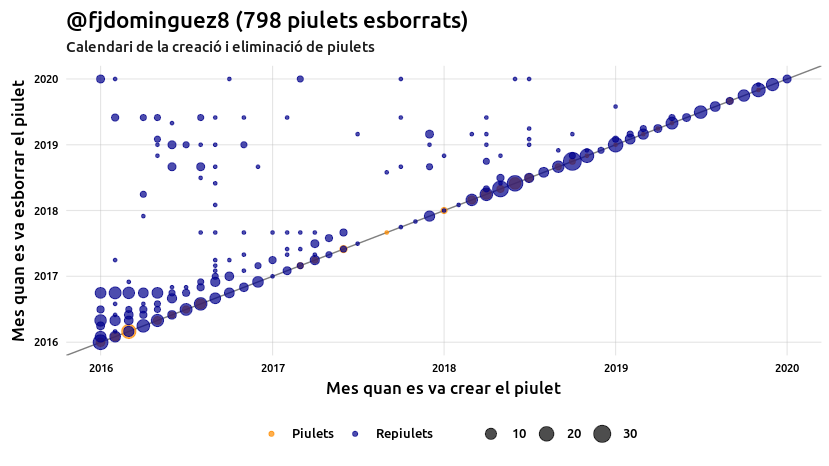 @fjdominguez8 (798 piulets esborrats)
Calendari de la creació i eliminació de piulets
Mes quan es va esborrar el piulet
2020
2019
2018
2017
2016
2016 2017 2018 2019 2020
Mes quan es va crear el piulet
Piulets Repiulets 10 20 30